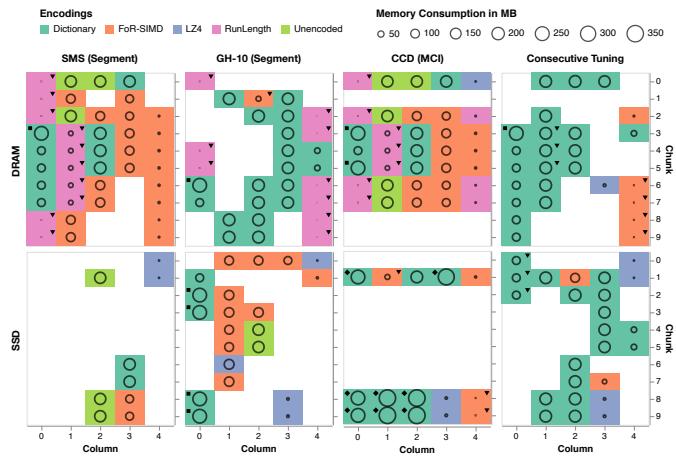 Encodings
Dictionary FoR-SIMD LZ4 RunLength Unencoded
Memory Consumption in MB
50 100 150 200 250 300 350
SMS (Segment) GH-10 (Segment) CCD (MCI) Consecutive Tuning
DRAM
0
1
2
3
4
5
6
7
8
9
Chunk
SSD
0
1
2
3
4
5
6
7
8
9
Chunk
0 1 2 3 4 0 1 2 3 4 0 1 2 3 4 0 1 2 3 4
Column Column Column Column